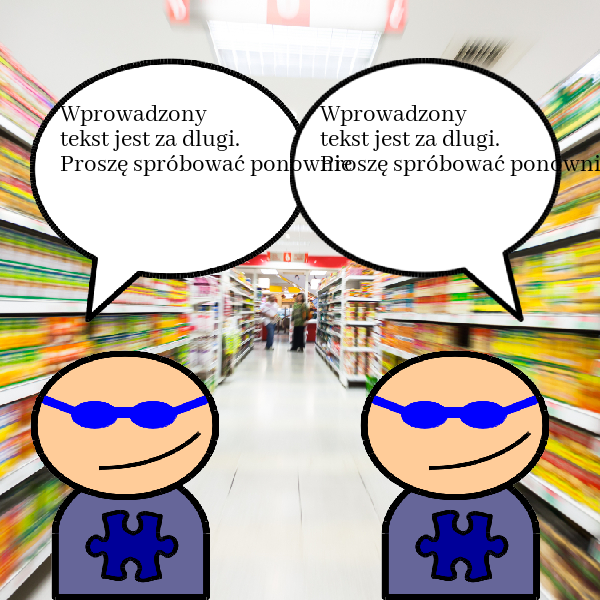 Wprowadzony
tekst jest za dlugi.
Proszę spróbować ponownie
Wprowadzony
tekst jest za dlugi.
Proszę spróbować ponowni